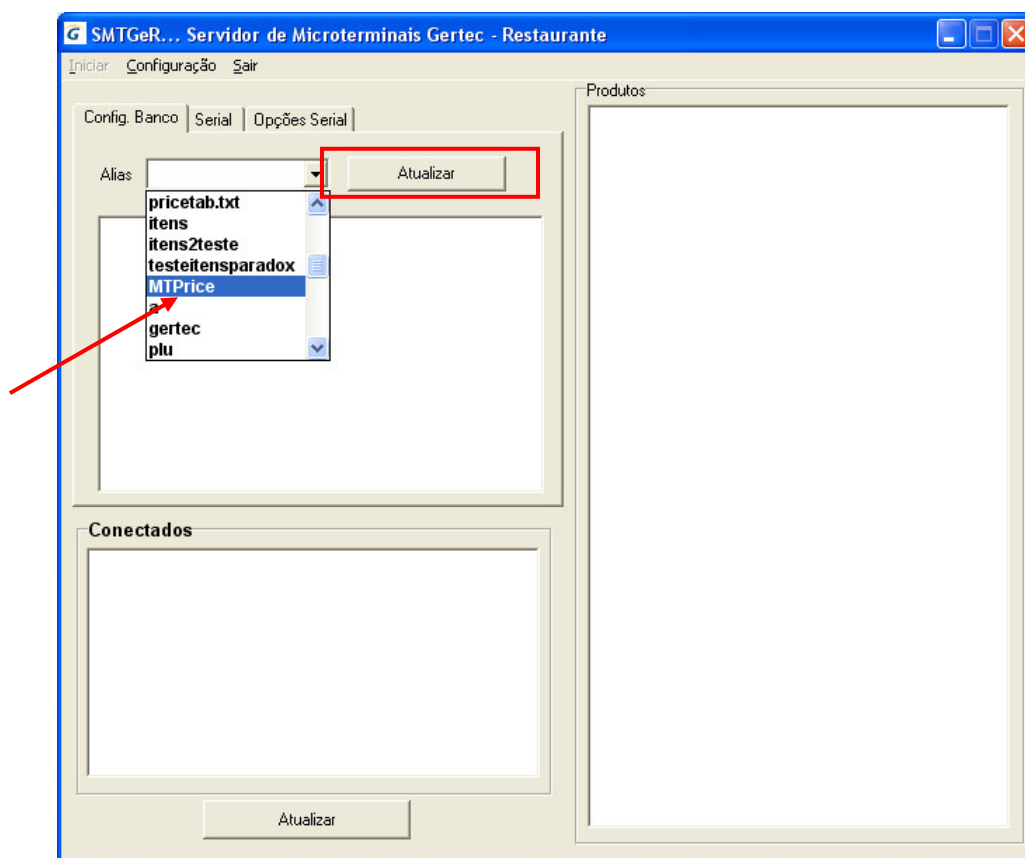 SMTGeR... Servidor de Microterminais Gertec - Restaurante
Iniciar Configuração Sair
Config. Banco Serial Opções Serial
Alias Atualizar
pricetab.txt
itens
itens2teste
testeitensparadox
MTPrice
a
gertec
plu
Conectados
Atualizar
Produtos